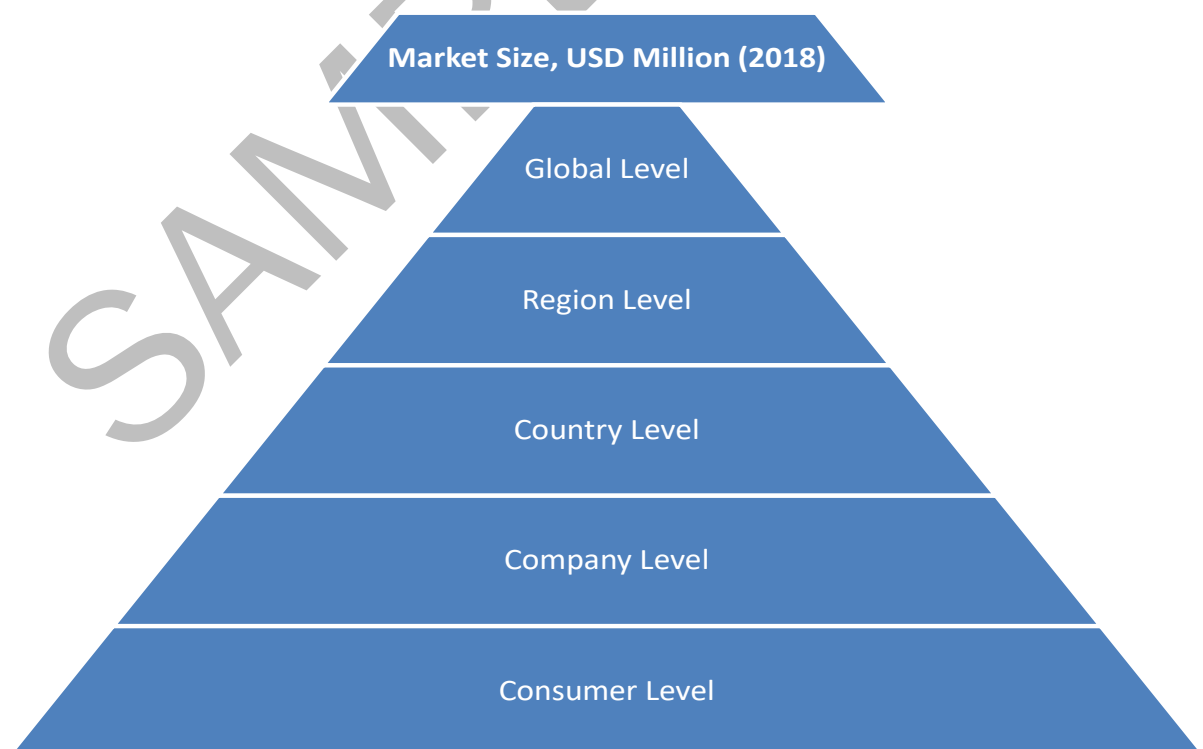 Market Size, USD Million (2018)
Global Level
Region Level
Country Level
Company Level
Consumer Level